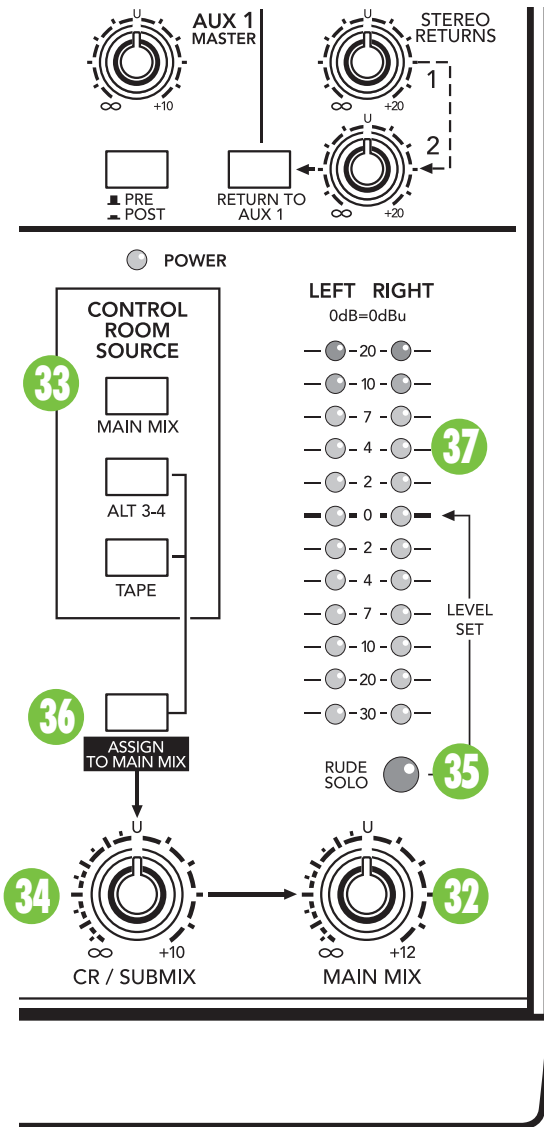 AUX 1
MASTER
STEREO
RETURNS
U
∞ +10
∞ +20
1
U
2
∞ +20
PRE
POST
RETURN TO
AUX 1
POWER
LEFT RIGHT
0dB=0dBu
CONTROL
ROOM
SOURCE
33
MAIN MIX
ALT 3-4
TAPE
20
10
7
4
2
0
2
4
7
10
20
30
37
LEVEL
SET
36
ASSIGN
TO MAIN MIX
RUDE
SOLO
35
U
34
∞ +10
CR / SUBMIX
U
32
∞ +12
MAIN MIX